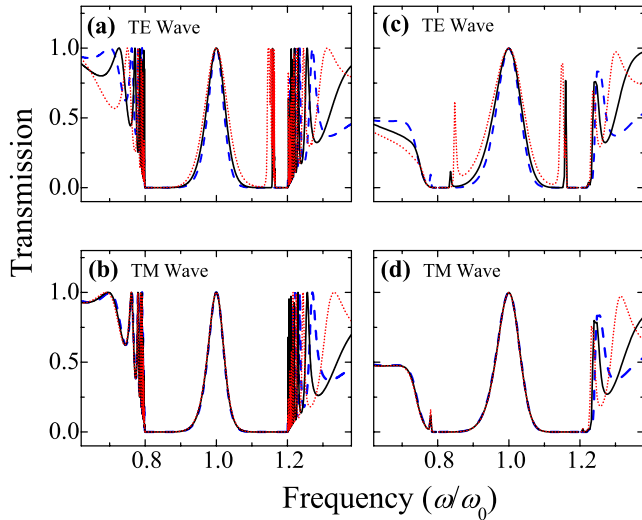 (a) TE Wave
(c) TE Wave
1.0
0.5
0.0
Transmission
(b) TM Wave
(d) TM Wave
1.0
0.5
0.0
0.8 1.0 1.2 0.8 1.0 1.2
Frequency (ω/ω₀)